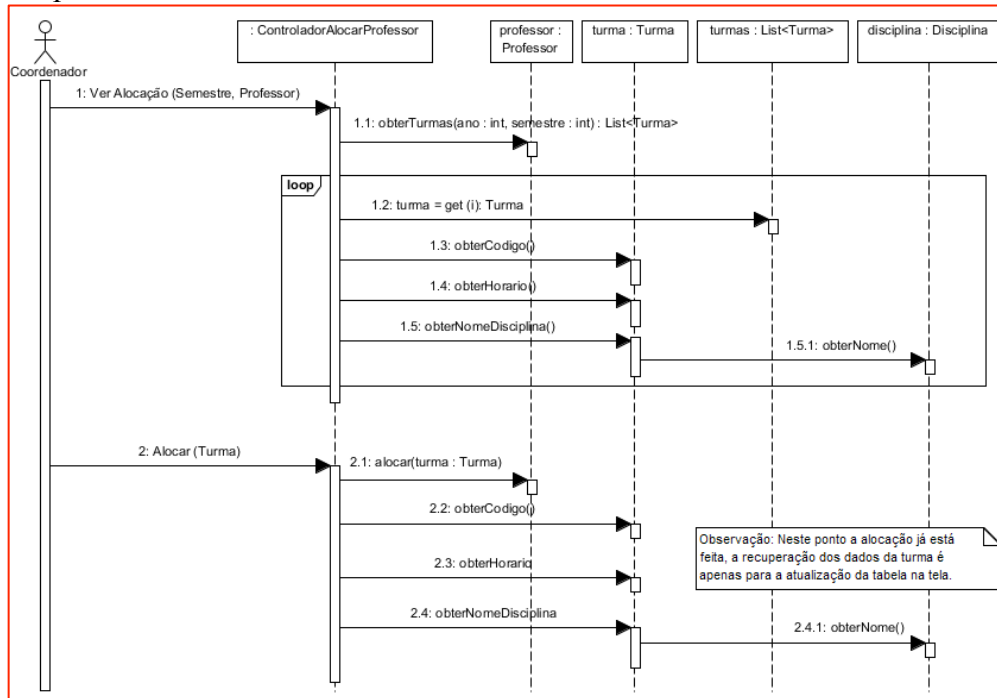 : ControladorAlocarProfessor
professor :
Professor
turma : Turma
turmas : List<Turma>
disciplina : Disciplina
Coordenador
1: Ver Alocação (Semestre, Professor)
1.1: obterTurmas(ano : int, semestre : int) : List<Turma>
loop
1.2: turma = get (i): Turma
1.3: obterCodigo()
1.4: obterHorario()
1.5: obterNomeDisciplina()
1.5.1: obterNome()
2: Alocar (Turma)
2.1: alocar(turma : Turma)
2.2: obterCodigo()
Observação: Neste ponto a alocação já está
feita, a recuperação dos dados da turma é
apenas para a atualização da tabela na tela.
2.3: obterHorario
2.4: obterNomeDisciplina
2.4.1: obterNome()